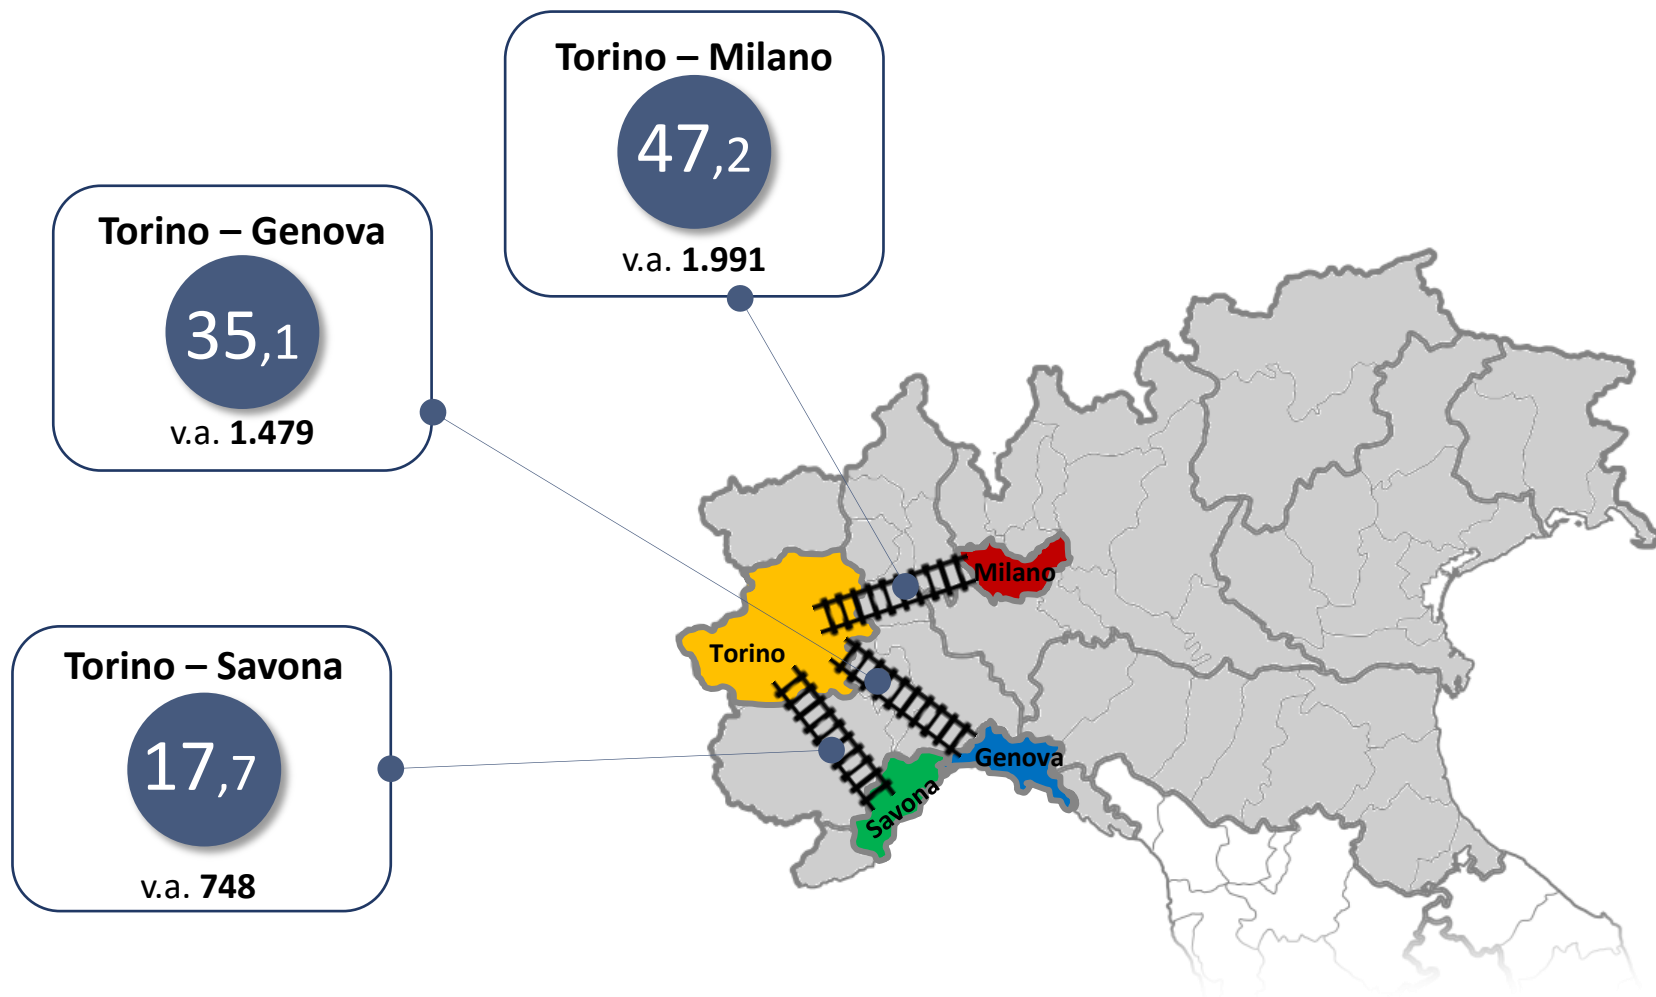 Torino – Milano
47,2
v.a. 1.991
Torino – Genova
35,1
v.a. 1.479
Torino – Savona
17,7
v.a. 748
Milano
Torino
Genova
Savona